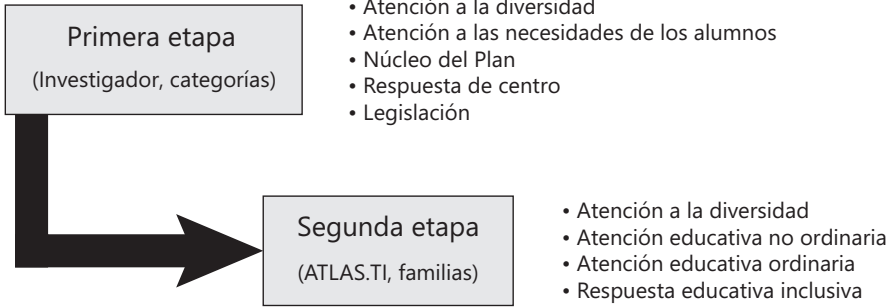 Primera etapa
(Investigador, categorías)
• Atención a la diversidad
• Atención a las necesidades de los alumnos
• Núcleo del Plan
• Respuesta de centro
• Legislación
Segunda etapa
(ATLAS.TI, familias)
• Atención a la diversidad
• Atención educativa no ordinaria
• Atención educativa ordinaria
• Respuesta educativa inclusiva